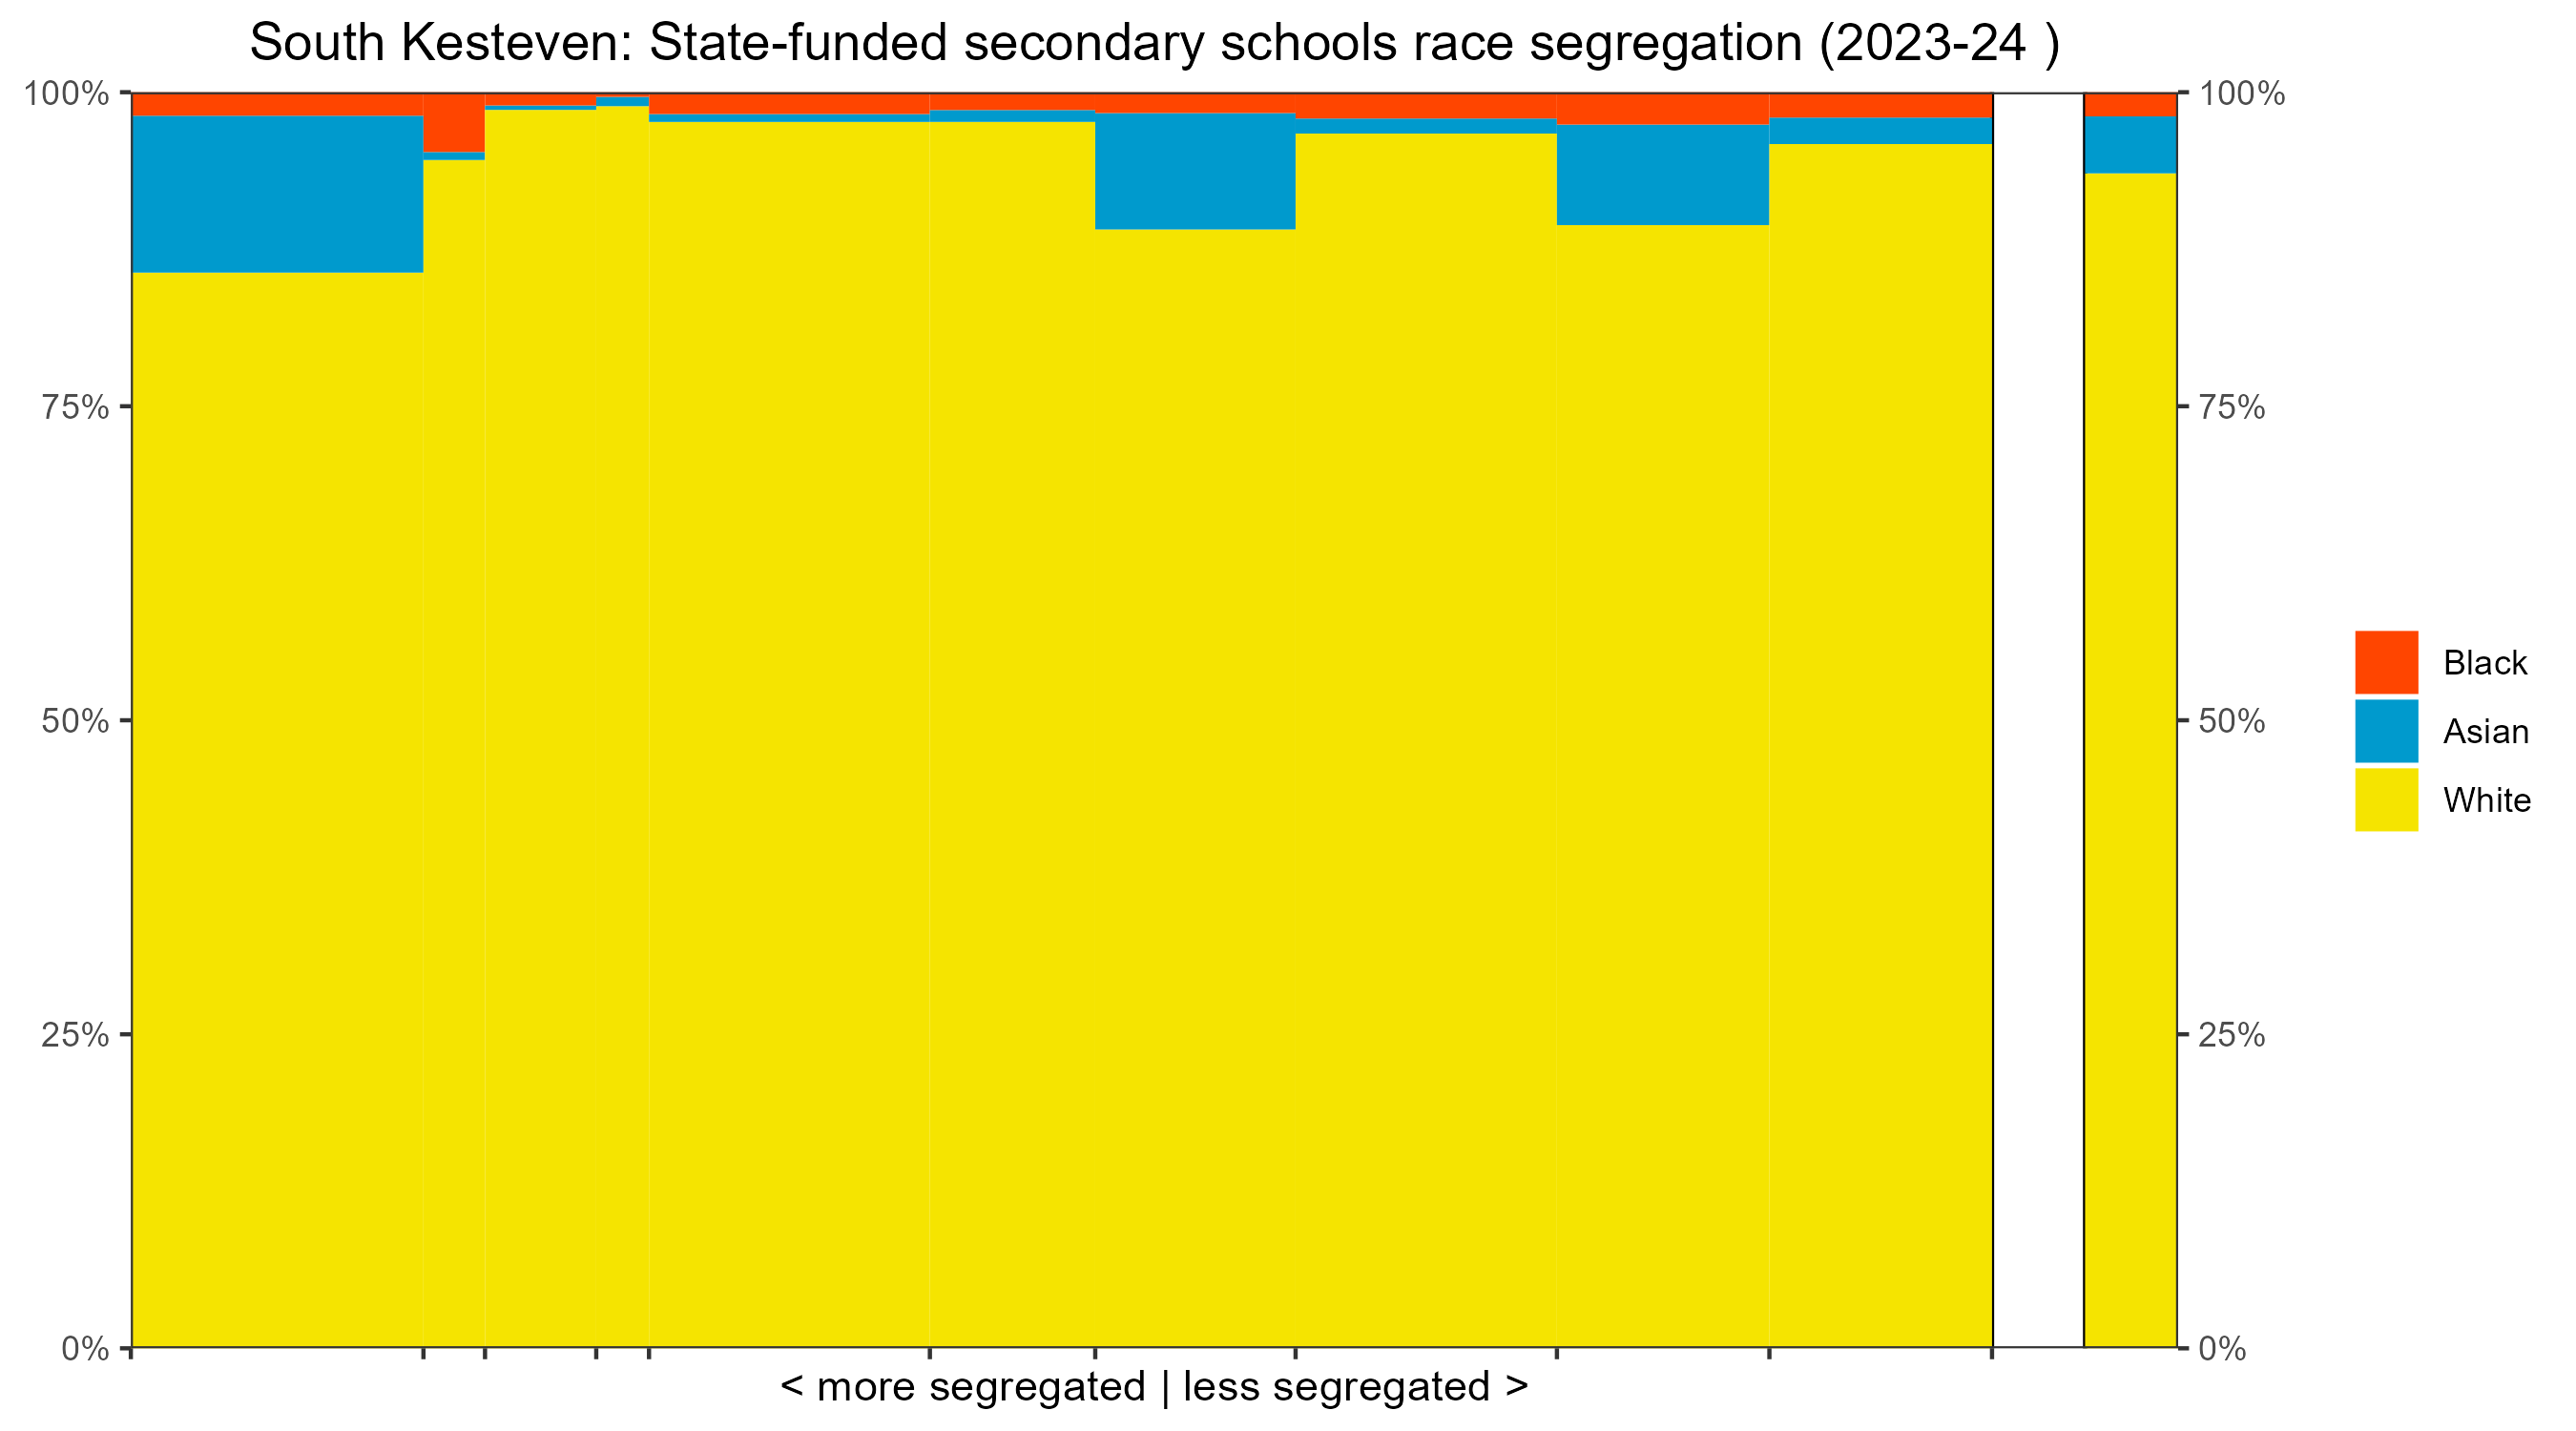 South Kesteven: State-funded secondary schools race segregation (2023-24 )
100%
75%
50%
25%
0%
100%
75%
50%
25%
0%
Black
Asian
White
< more segregated | less segregated >